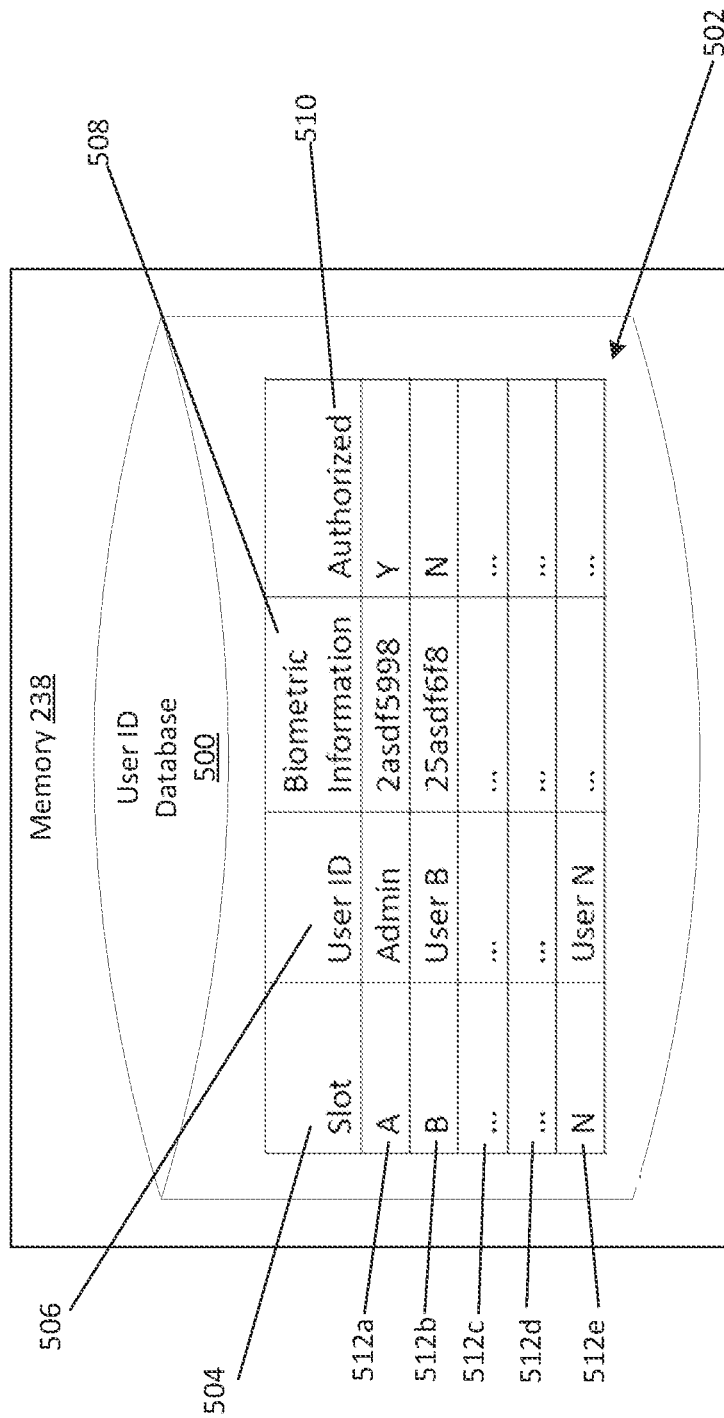 Memory 238
User ID
Database
500
Slot User ID Biometric Information Authorized
A Admin 2asdf5998 Y
B User B 25asdf6f8 N
... ... ... ...
... ... ... ...
N User N ... ...
502
504
506
508
510
512a
512b
512c
512d
512e